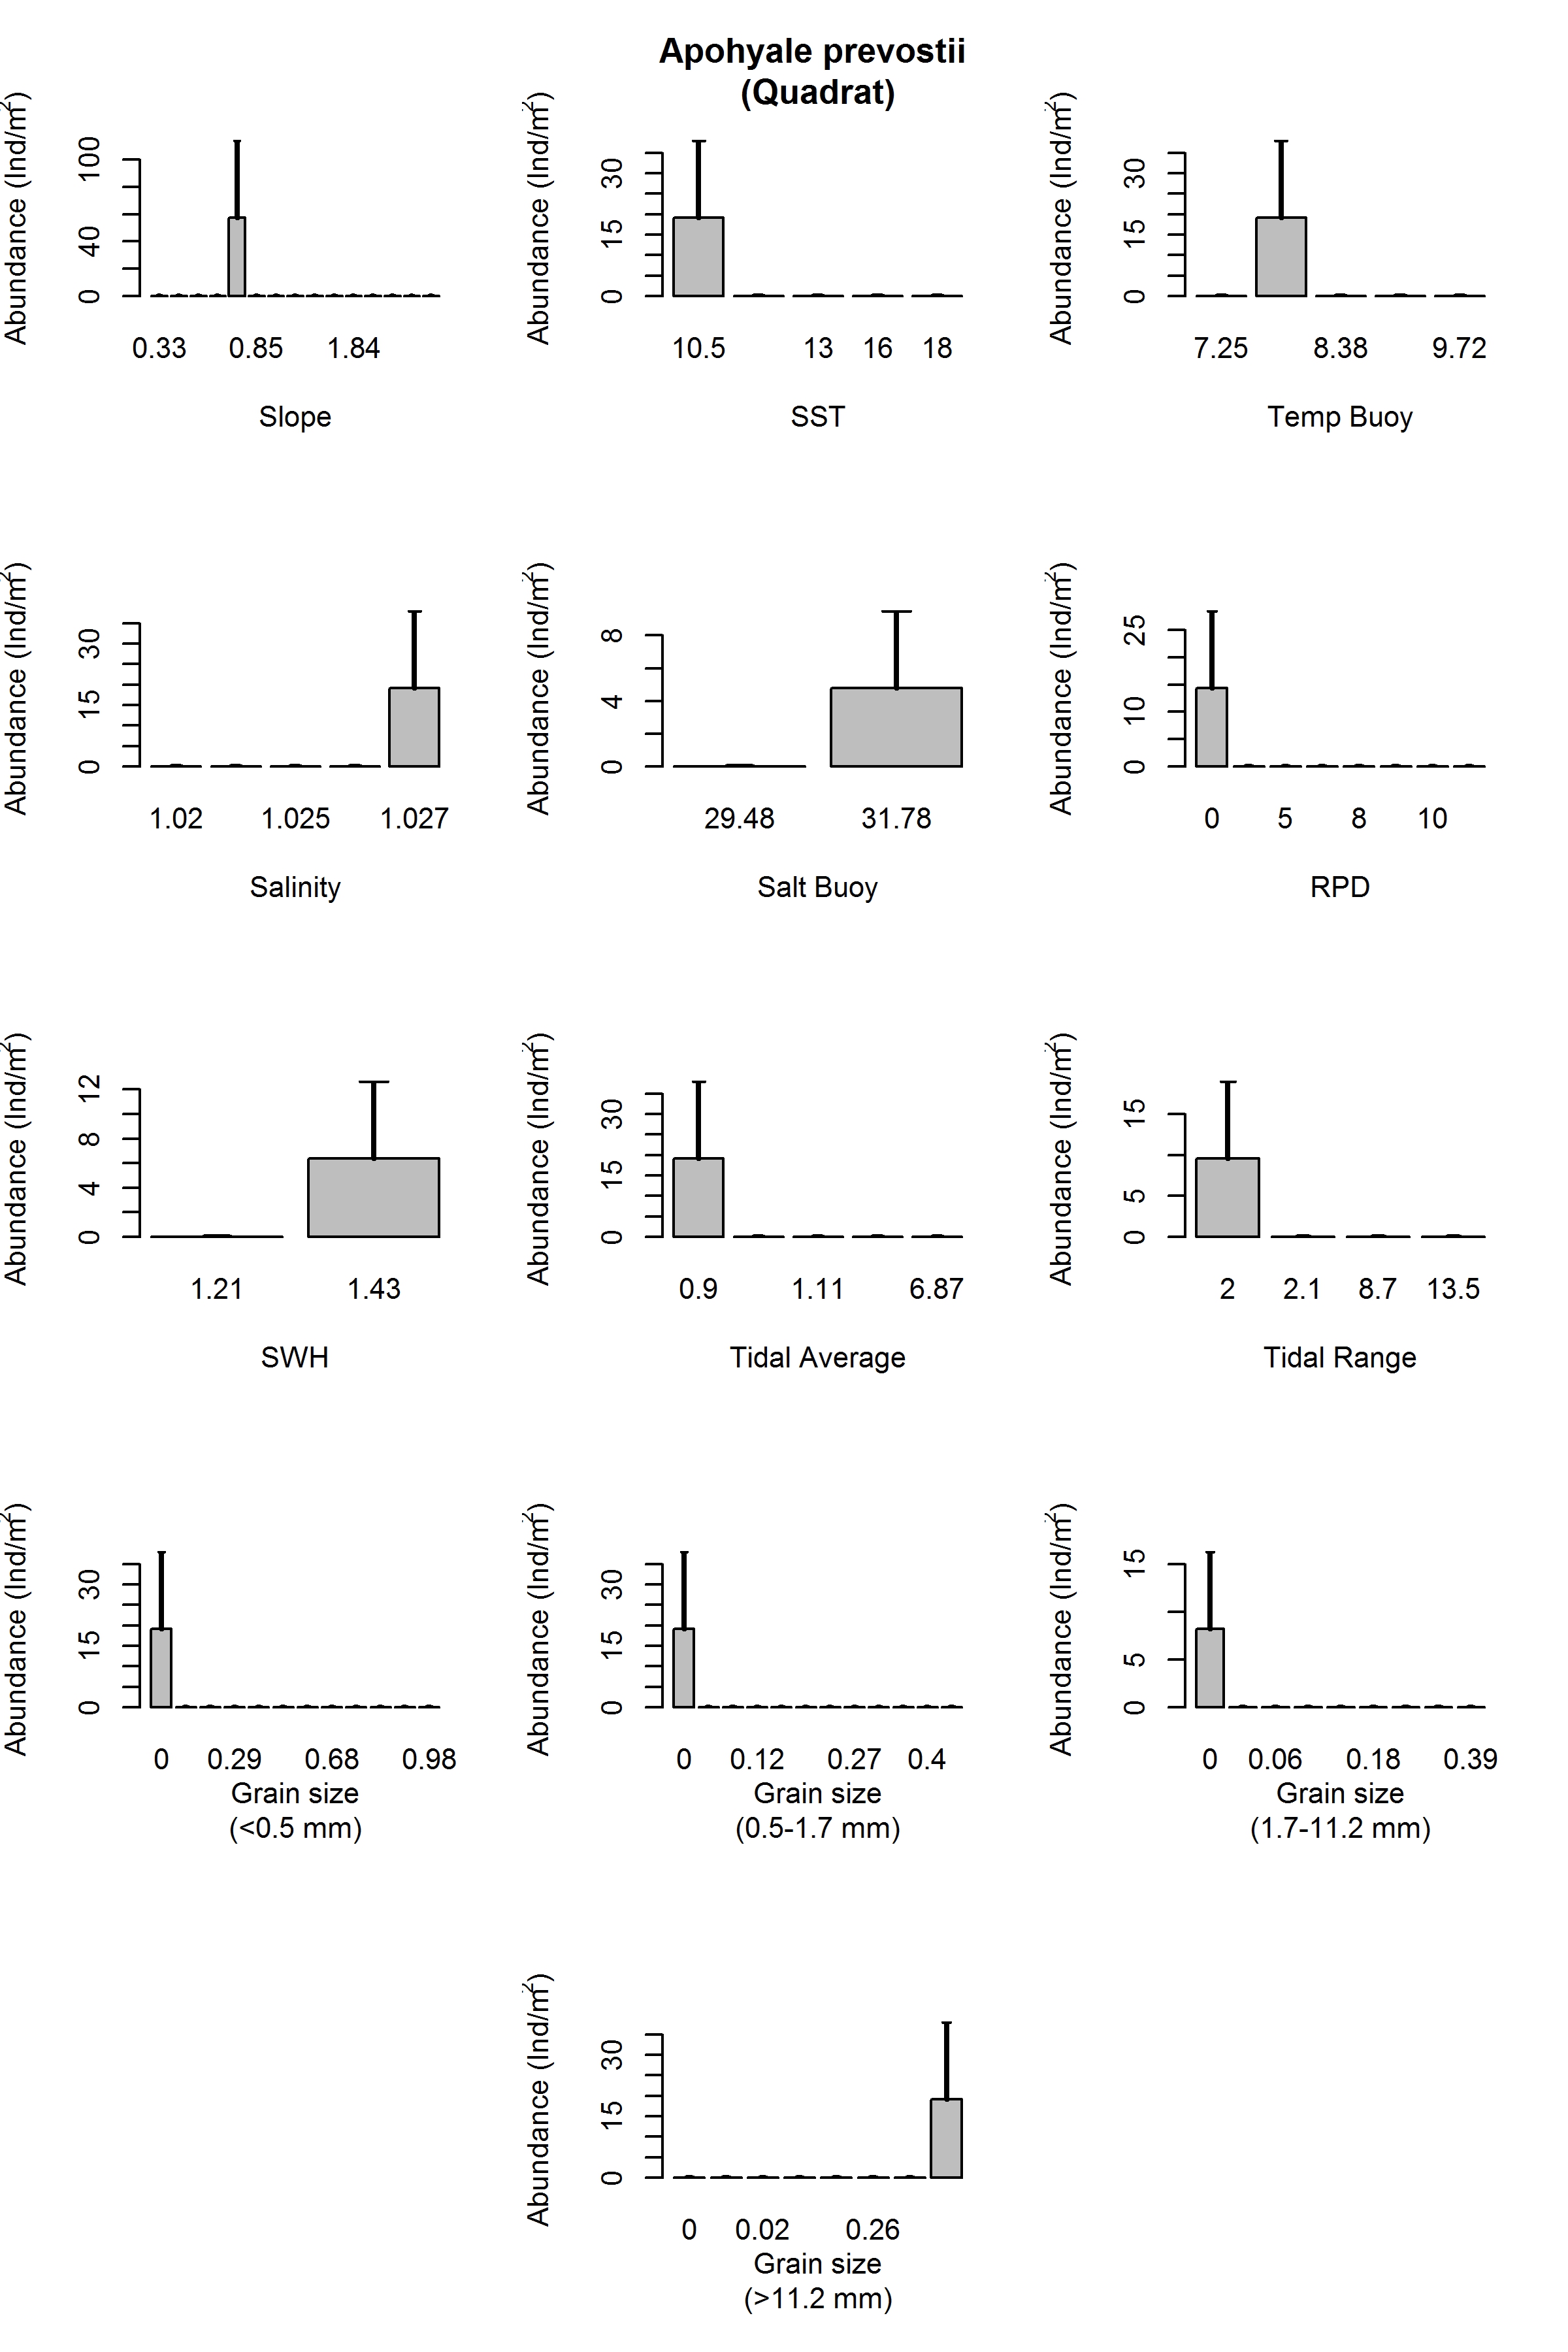 Apohyale prevostii
(Quadrat)
Abundance (Ind/m²)
0 40 100
0.33 0.85 1.84
Slope
Abundance (Ind/m²)
0 15 30
10.5 13 16 18
SST
Abundance (Ind/m²)
0 15 30
7.25 8.38 9.72
Temp Buoy
Abundance (Ind/m²)
0 15 30
1.02 1.025 1.027
Salinity
Abundance (Ind/m²)
0 4 8
29.48 31.78
Salt Buoy
Abundance (Ind/m²)
0 10 25
0 5 8 10
RPD
Abundance (Ind/m²)
0 4 8 12
1.21 1.43
SWH
Abundance (Ind/m²)
0 15 30
0.9 1.11 6.87
Tidal Average
Abundance (Ind/m²)
0 5 15
2 2.1 8.7 13.5
Tidal Range
Abundance (Ind/m²)
0 15 30
0 0.29 0.68 0.98
Grain size
(<0.5 mm)
Abundance (Ind/m²)
0 15 30
0 0.12 0.27 0.4
Grain size
(0.5-1.7 mm)
Abundance (Ind/m²)
0 5 15
0 0.06 0.18 0.39
Grain size
(1.7-11.2 mm)
Abundance (Ind/m²)
0 15 30
0 0.02 0.26
Grain size
(>11.2 mm)